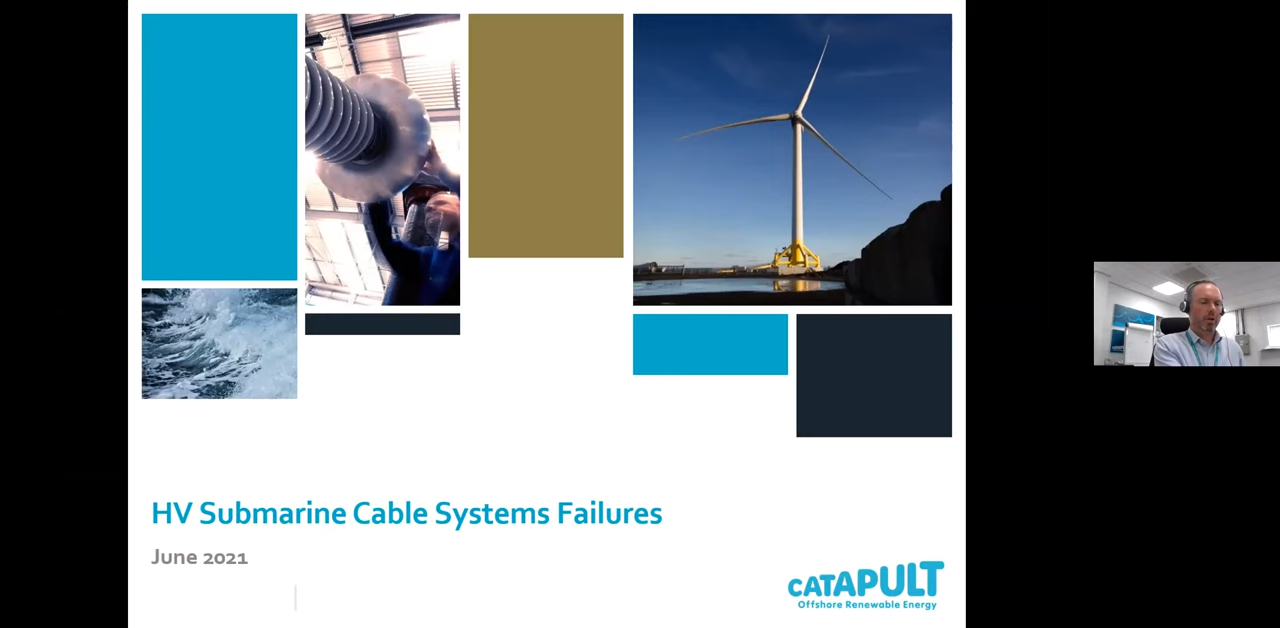 HV Submarine Cable Systems Failures
June 2021
CATAPULT
Offshore Renewable Energy